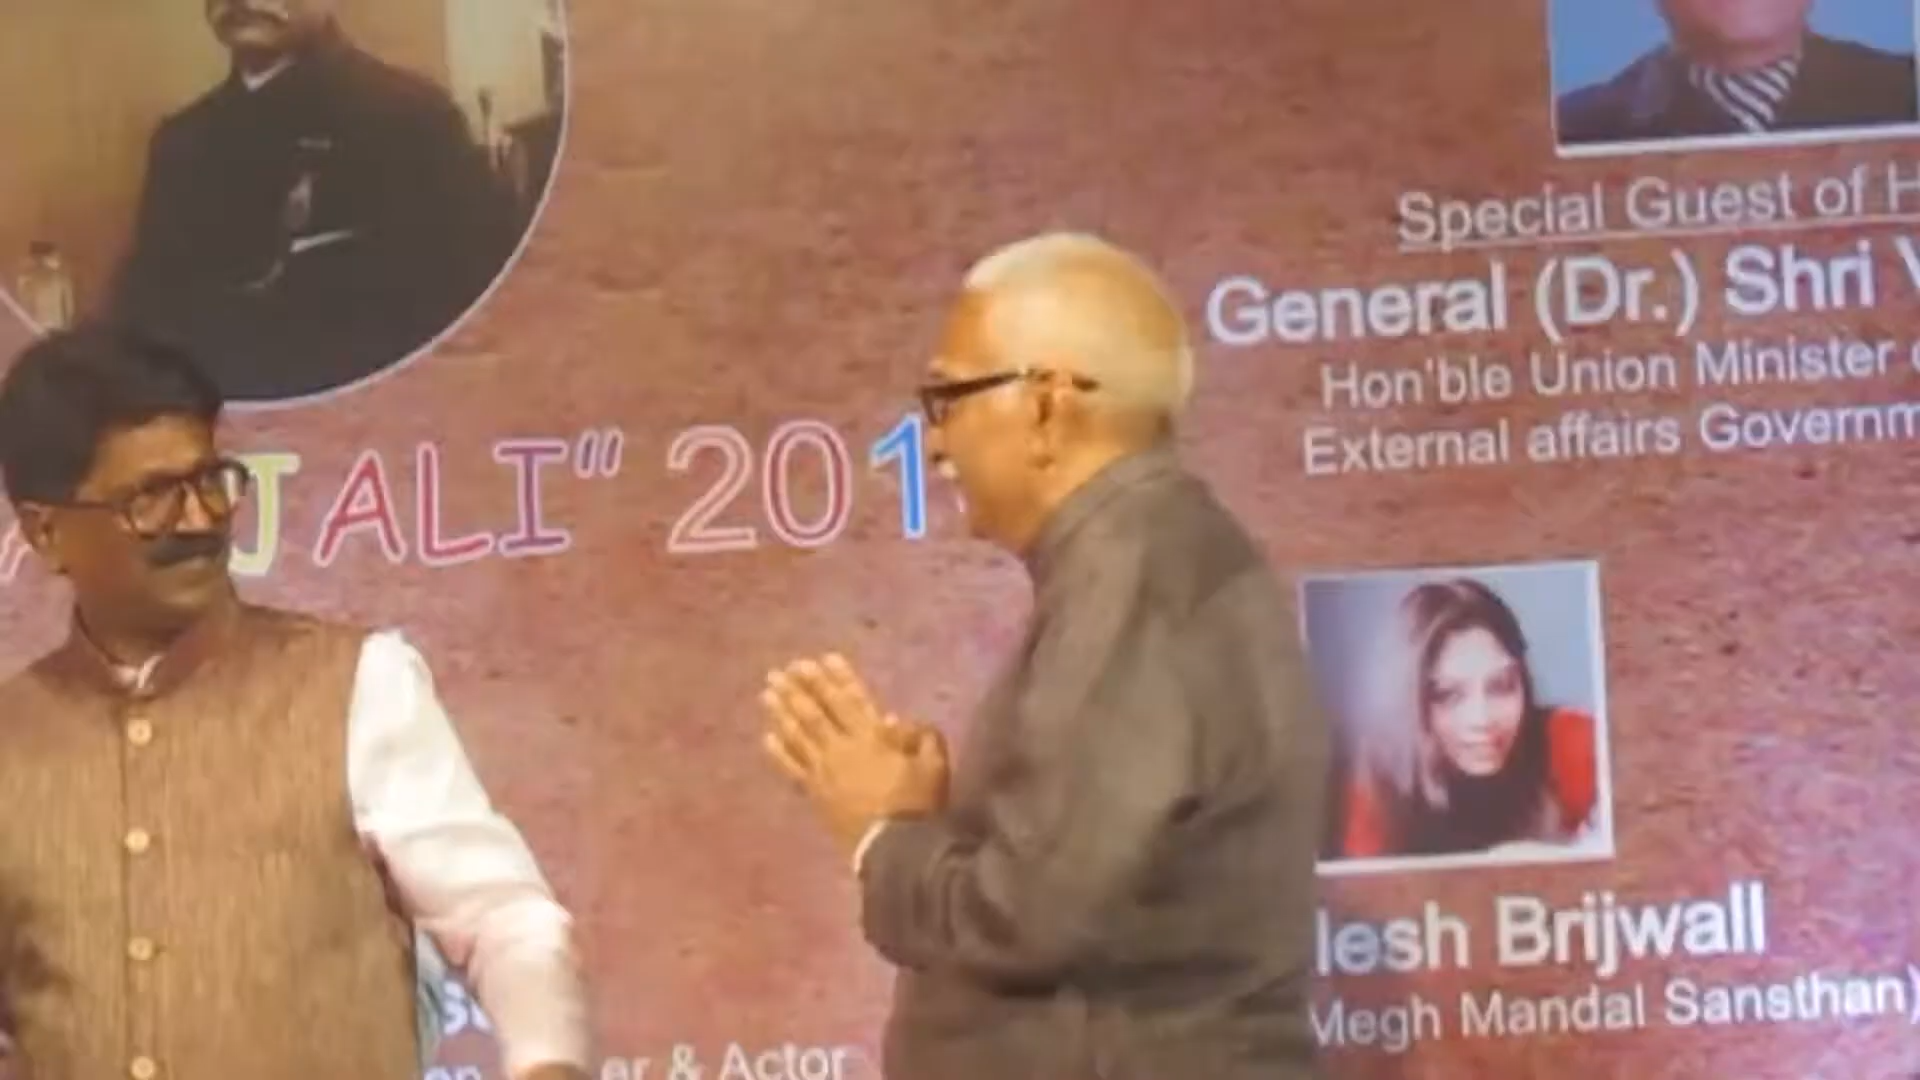 Special Guest of H
General (Dr.) Shri V
Hon'ble Union Minister
External affairs Governm
JALI" 201
lesh Brijwall
Megh Mandal Sansthan)
er & Actor